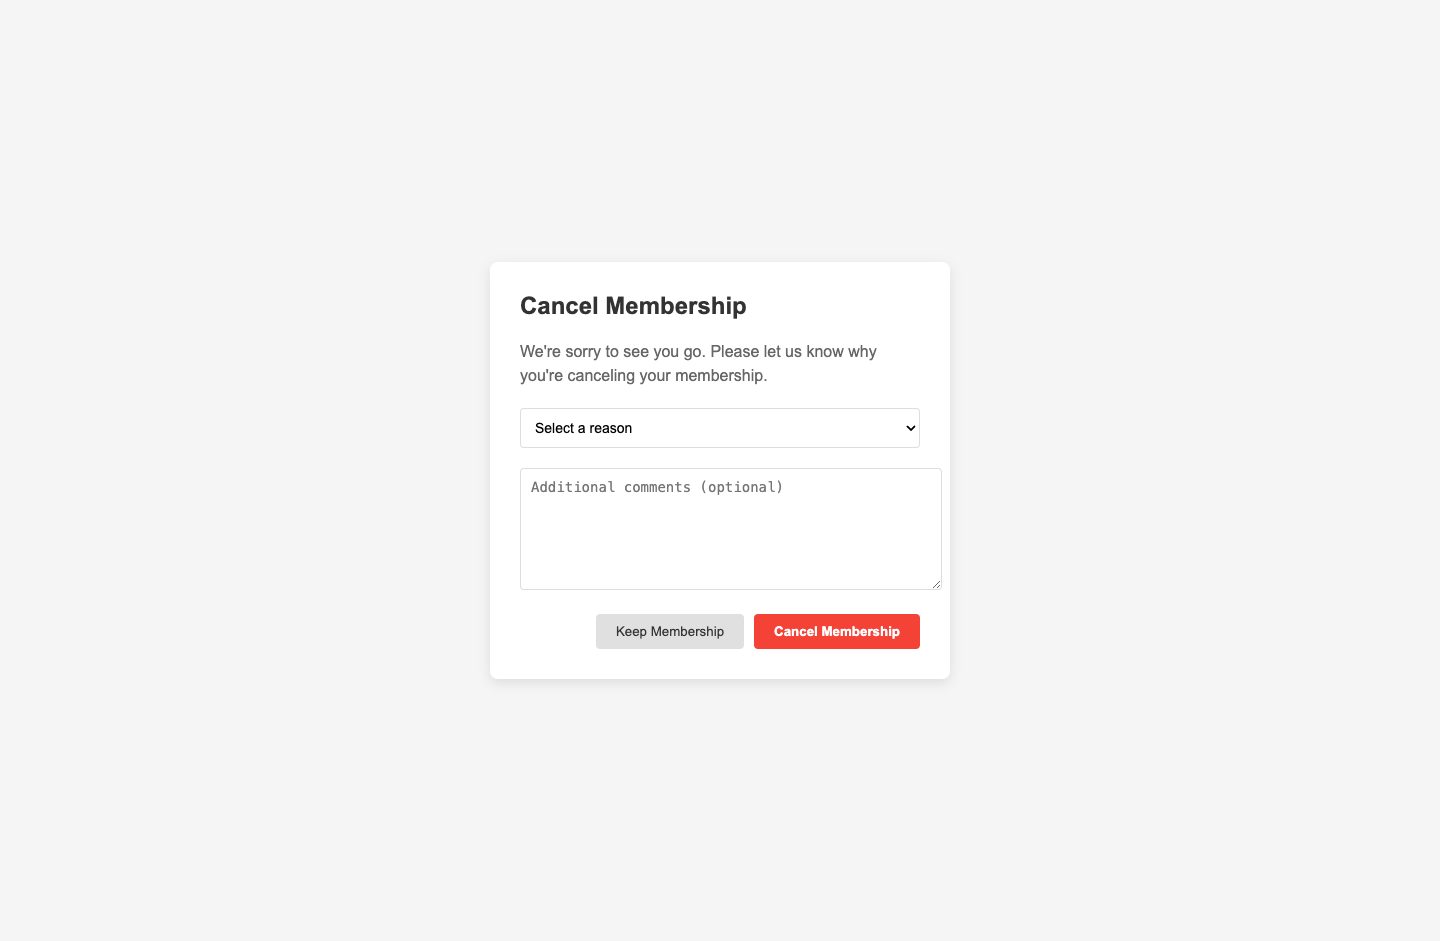 Cancel Membership
We're sorry to see you go. Please let us know why
you're canceling your membership.
Select a reason
Additional comments (optional)
Keep Membership
Cancel Membership